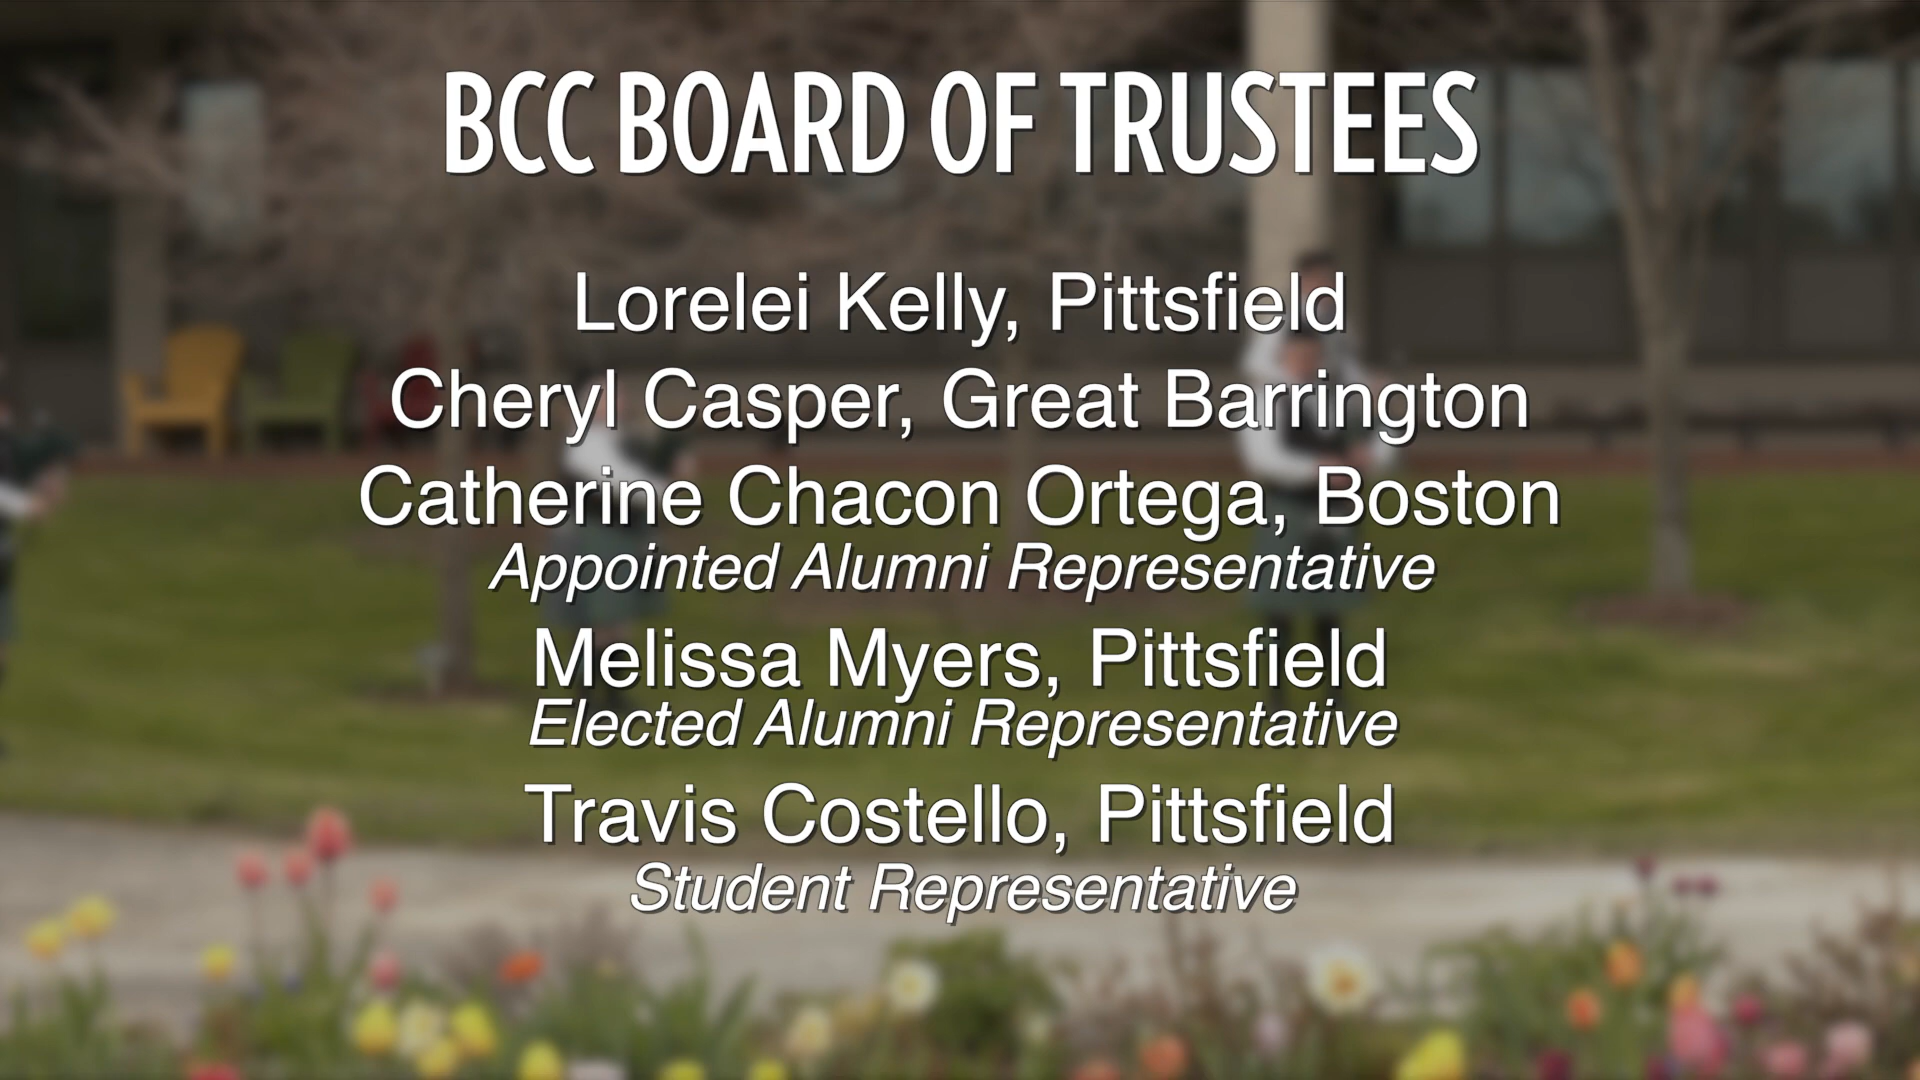 BCC BOARD OF TRUSTEES
Lorelei Kelly, Pittsfield
Cheryl Casper, Great Barrington
Catherine Chacon Ortega, Boston
Appointed Alumni Representative
Melissa Myers, Pittsfield
Elected Alumni Representative
Travis Costello, Pittsfield
Student Representative